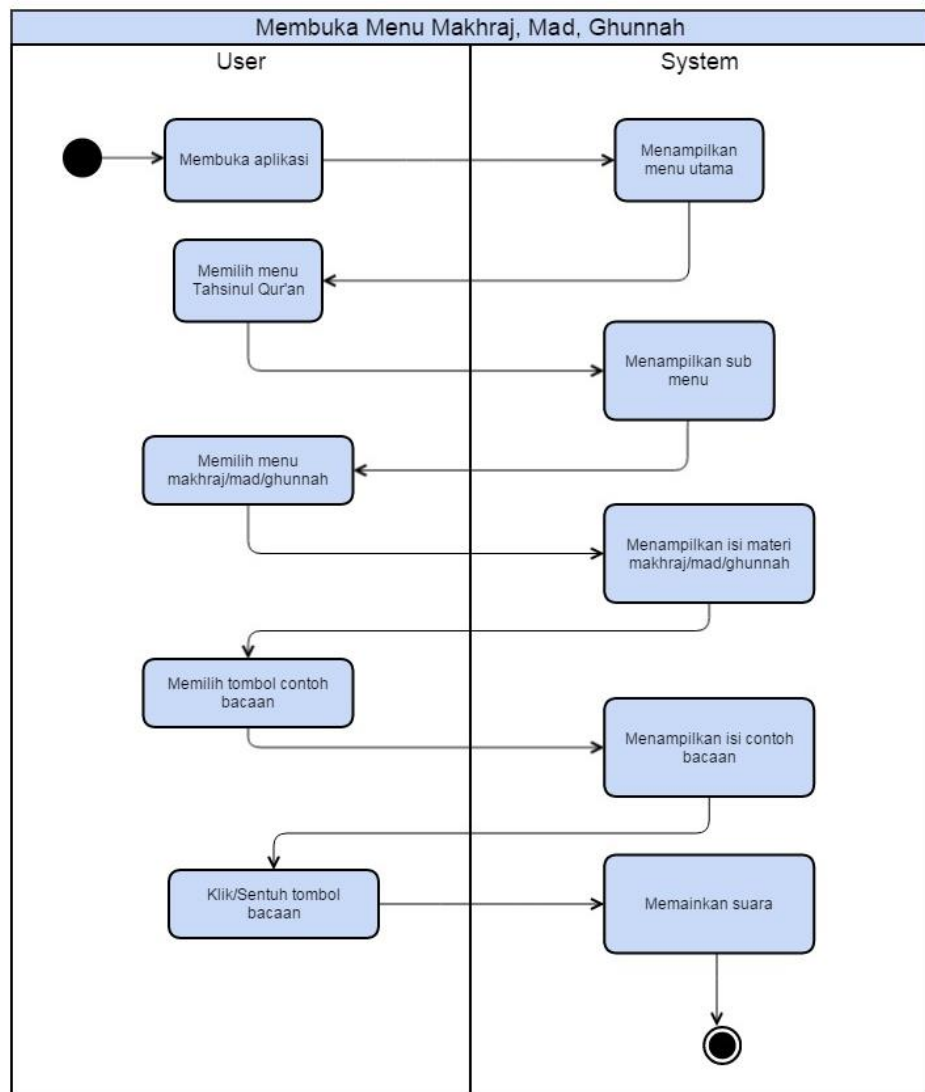 Membuka Menu Makhraj, Mad, Ghunnah
User
System
Membuka aplikasi
Menampilkan
menu utama
Memilih menu
Tahsinul Qur'an
Menampilkan sub
menu
Memilih menu
makhraj/mad/ghunnah
Menampilkan isi materi
makhraj/mad/ghunnah
Memilih tombol contoh
bacaan
Menampilkan isi contoh
bacaan
Klik/Sentuh tombol
bacaan
Memainkan suara